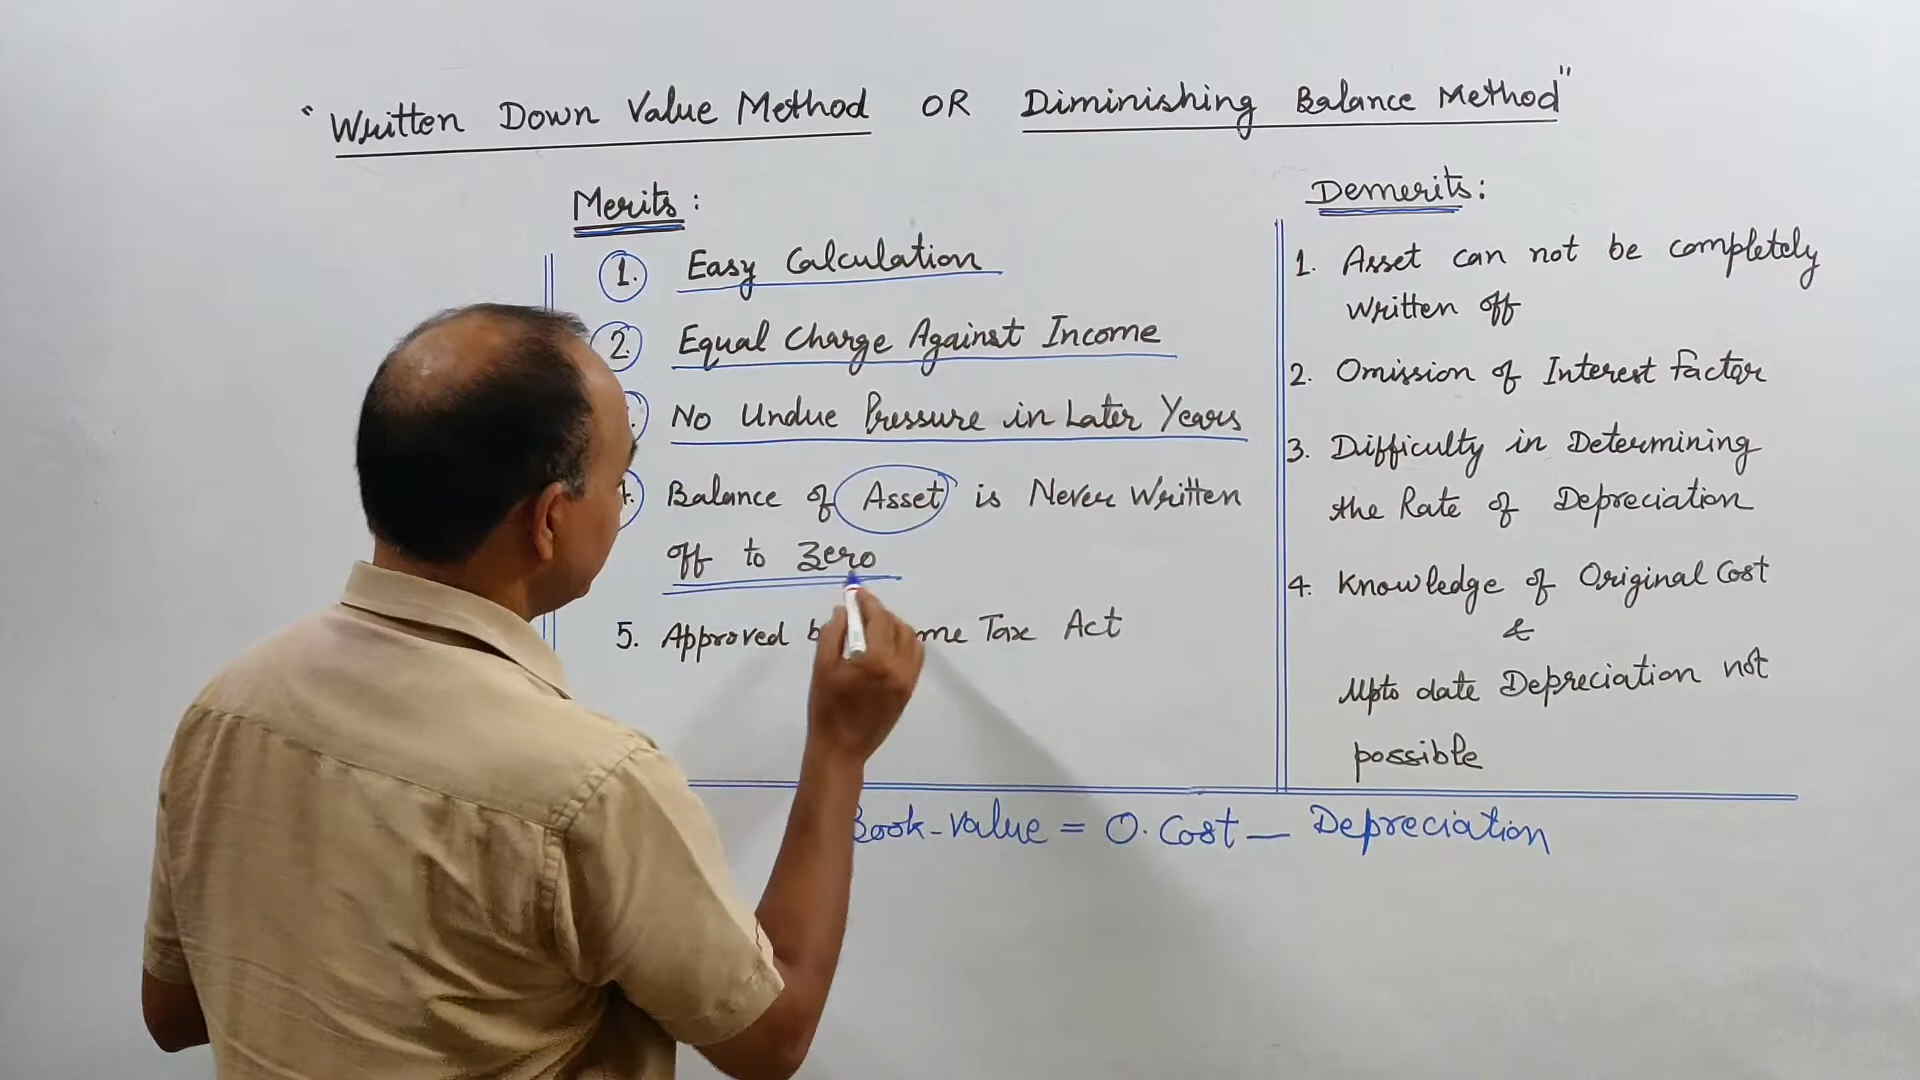 "Written Down Value Method OR Diminishing Balance Method"
Merits :
1. Easy Calculation
2. Equal Charge Against Income
No Undue Pressure in Later Years
4. Balance of Asset is Never Written
off to Zero
5. Approved me Tax Act
Demerits :
1. Asset can not be completely
written off
2. Omission of Interest factor
3. Difficulty in Determining
the Rate of Depreciation
4. Knowledge of Original Cost
&
Upto date Depreciation not
possible
Book-Value = O. Cost — Depreciation